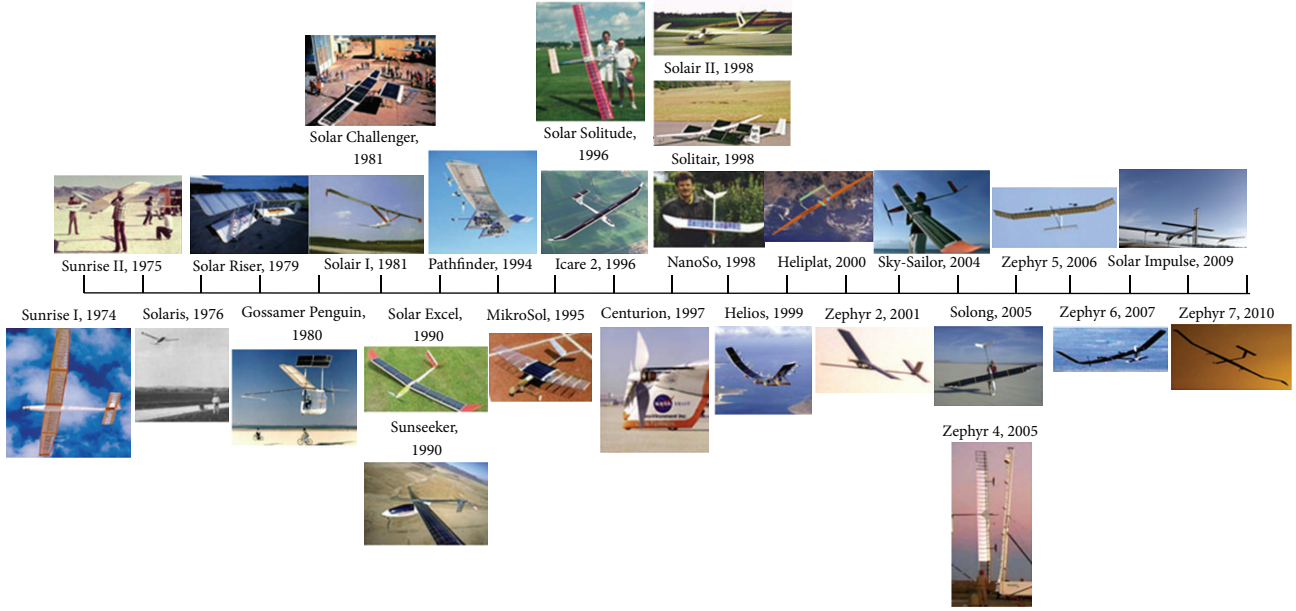 Solar Challenger,
1981
Solar Solitude,
1996
Solair II, 1998
Solitair, 1998
Sunrise II, 1975
Solar Riser, 1979
Solair I, 1981
Pathfinder, 1994
Icare 2, 1996
NanoSo, 1998
Heliplat, 2000
Sky-Sailor, 2004
Zephyr 5, 2006
Solar Impulse, 2009
Sunrise I, 1974
Solaris, 1976
Gossamer Penguin,
1980
Solar Excel,
1990
Sunseeker,
1990
MikroSol, 1995
Centurion, 1997
NASA
Helios, 1999
Zephyr 2, 2001
Solong, 2005
Zephyr 4, 2005
Zephyr 6, 2007
Zephyr 7, 2010